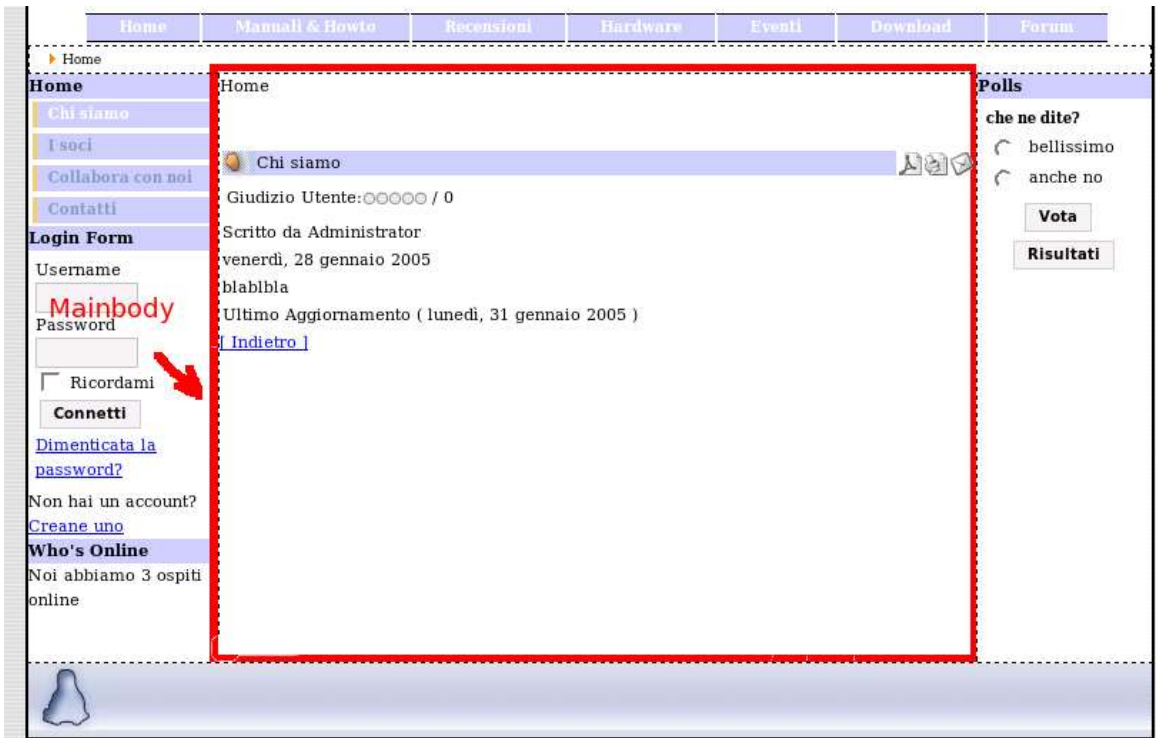 Home Manuali & Howto Recensioni Hardware Eventi Download Forum
Home
Home
Chi siamo
I soci
Collabora con noi
Contatti
Login Form
Username
Mainbody
Password
Ricordami
Connetti
Dimenticata la
password?
Non hai un account?
Creane uno
Who's Online
Noi abbiamo 3 ospiti
online
Home
Chi siamo
Giudizio Utente: / 0
Scritto da Administrator
venerdì, 28 gennaio 2005
blablbla
Ultimo Aggiornamento ( lunedì, 31 gennaio 2005 )
[ Indietro ]
Polls
che ne dite?
bellissimo
anche no
Vota
Risultati